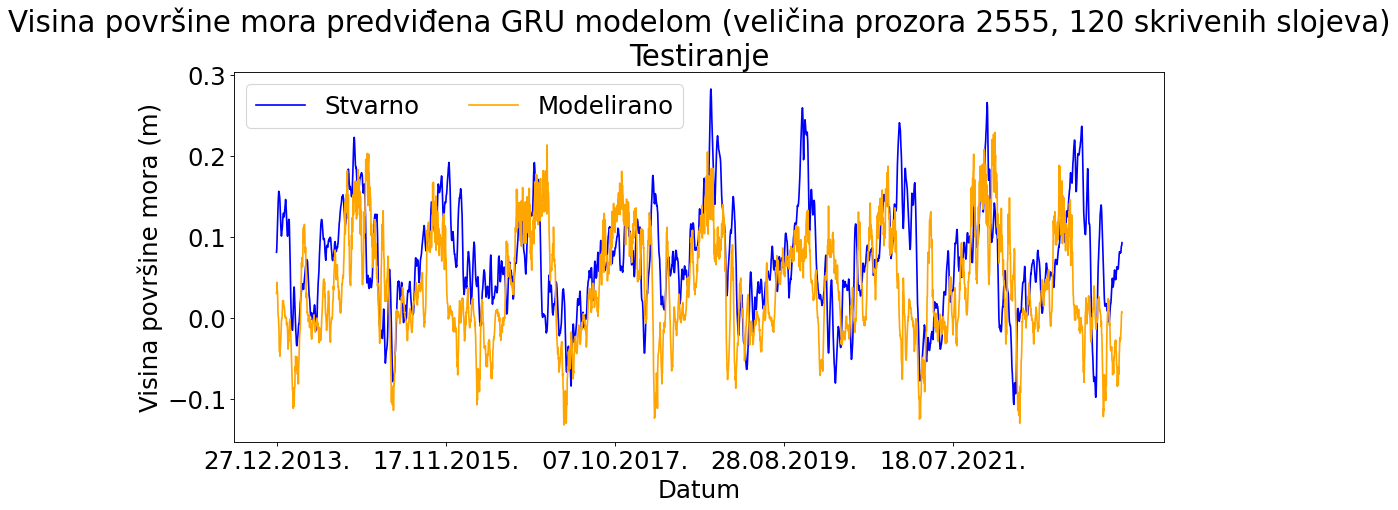 Visina površine mora predviđena GRU modelom (veličina prozora 2555, 120 skrivenih slojeva)
Testiranje
Stvarno Modelirano
Visina površine mora (m)
0.3
0.2
0.1
0.0
−0.1
27.12.2013. 17.11.2015. 07.10.2017. 28.08.2019. 18.07.2021.
Datum